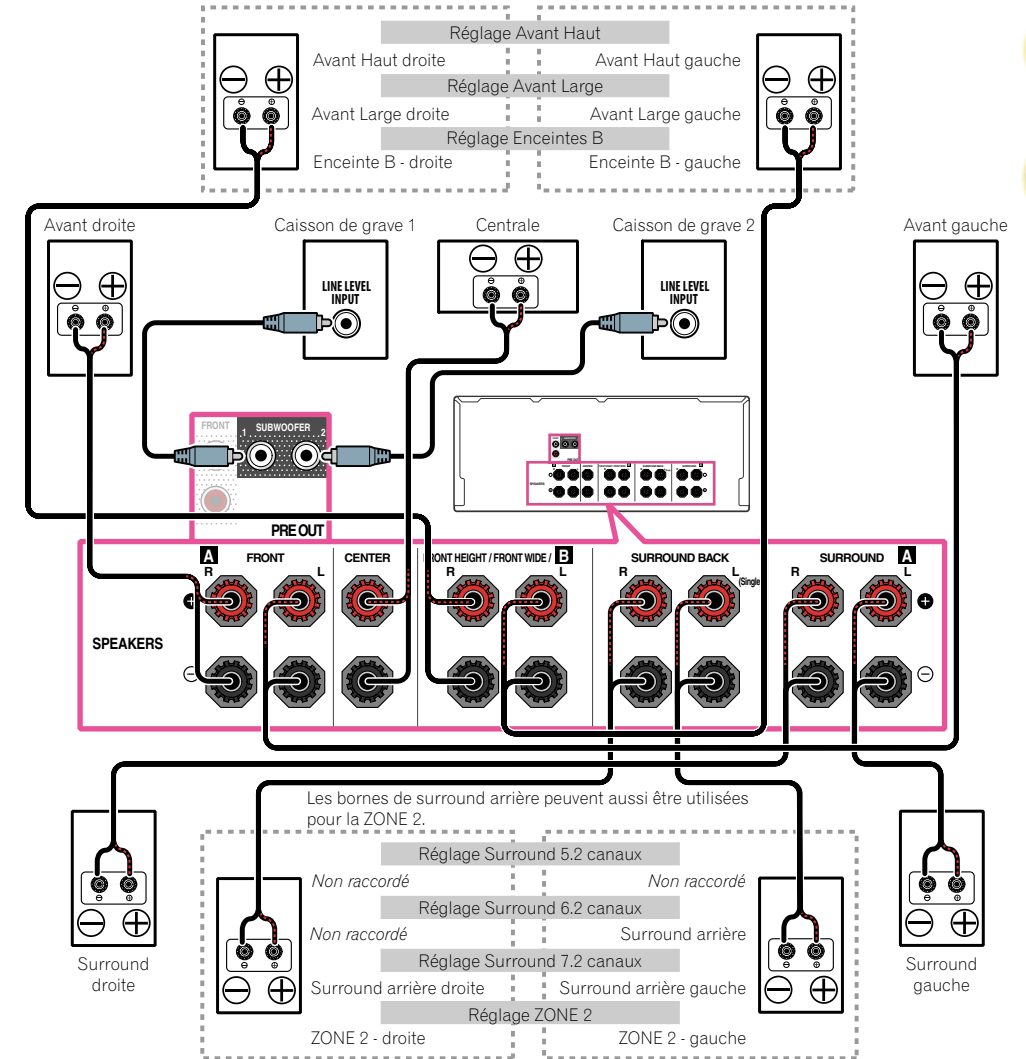 Réglage Avant Haut
Avant Haut droite
Avant Haut gauche
Réglage Avant Large
Avant Large droite
Avant Large gauche
Réglage Enceintes B
Enceinte B - droite
Enceinte B - gauche
Avant droite
Caisson de grave 1
Centrale
Caisson de grave 2
Avant gauche
LINE LEVEL
INPUT
LINE LEVEL
INPUT
FRONT
SUBWOOFER
1
2
PRE OUT
A
FRONT
CENTER
FRONT HEIGHT / FRONT WIDE / B
SURROUND BACK
SURROUND
A
R
L
R
L
R
L
(Single
R
L
SPEAKERS
Les bornes de surround arrière peuvent aussi être utilisées
pour la ZONE 2.
Réglage Surround 5.2 canaux
Non raccordé
Non raccordé
Réglage Surround 6.2 canaux
Non raccordé
Surround arrière
Réglage Surround 7.2 canaux
Surround arrière droite
Surround arrière gauche
Réglage ZONE 2
ZONE 2 - droite
ZONE 2 - gauche
Surround
droite
Surround
gauche